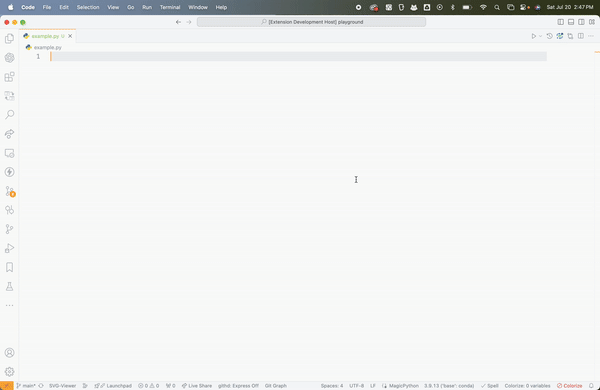 Code File Edit Selection View Go Run Terminal Window Help Sat Jul 20 2:47 PM
[Extension Development Host] playground
example.py U
example.py
1
main* SVG-Viewer Launchpad 0 0 0 Live Share githd: Express Off Git Graph Spaces: 4 UTF-8 LF MagicPython 3.9.13 ('base': conda) Spell Colorize: 0 variables Colorize